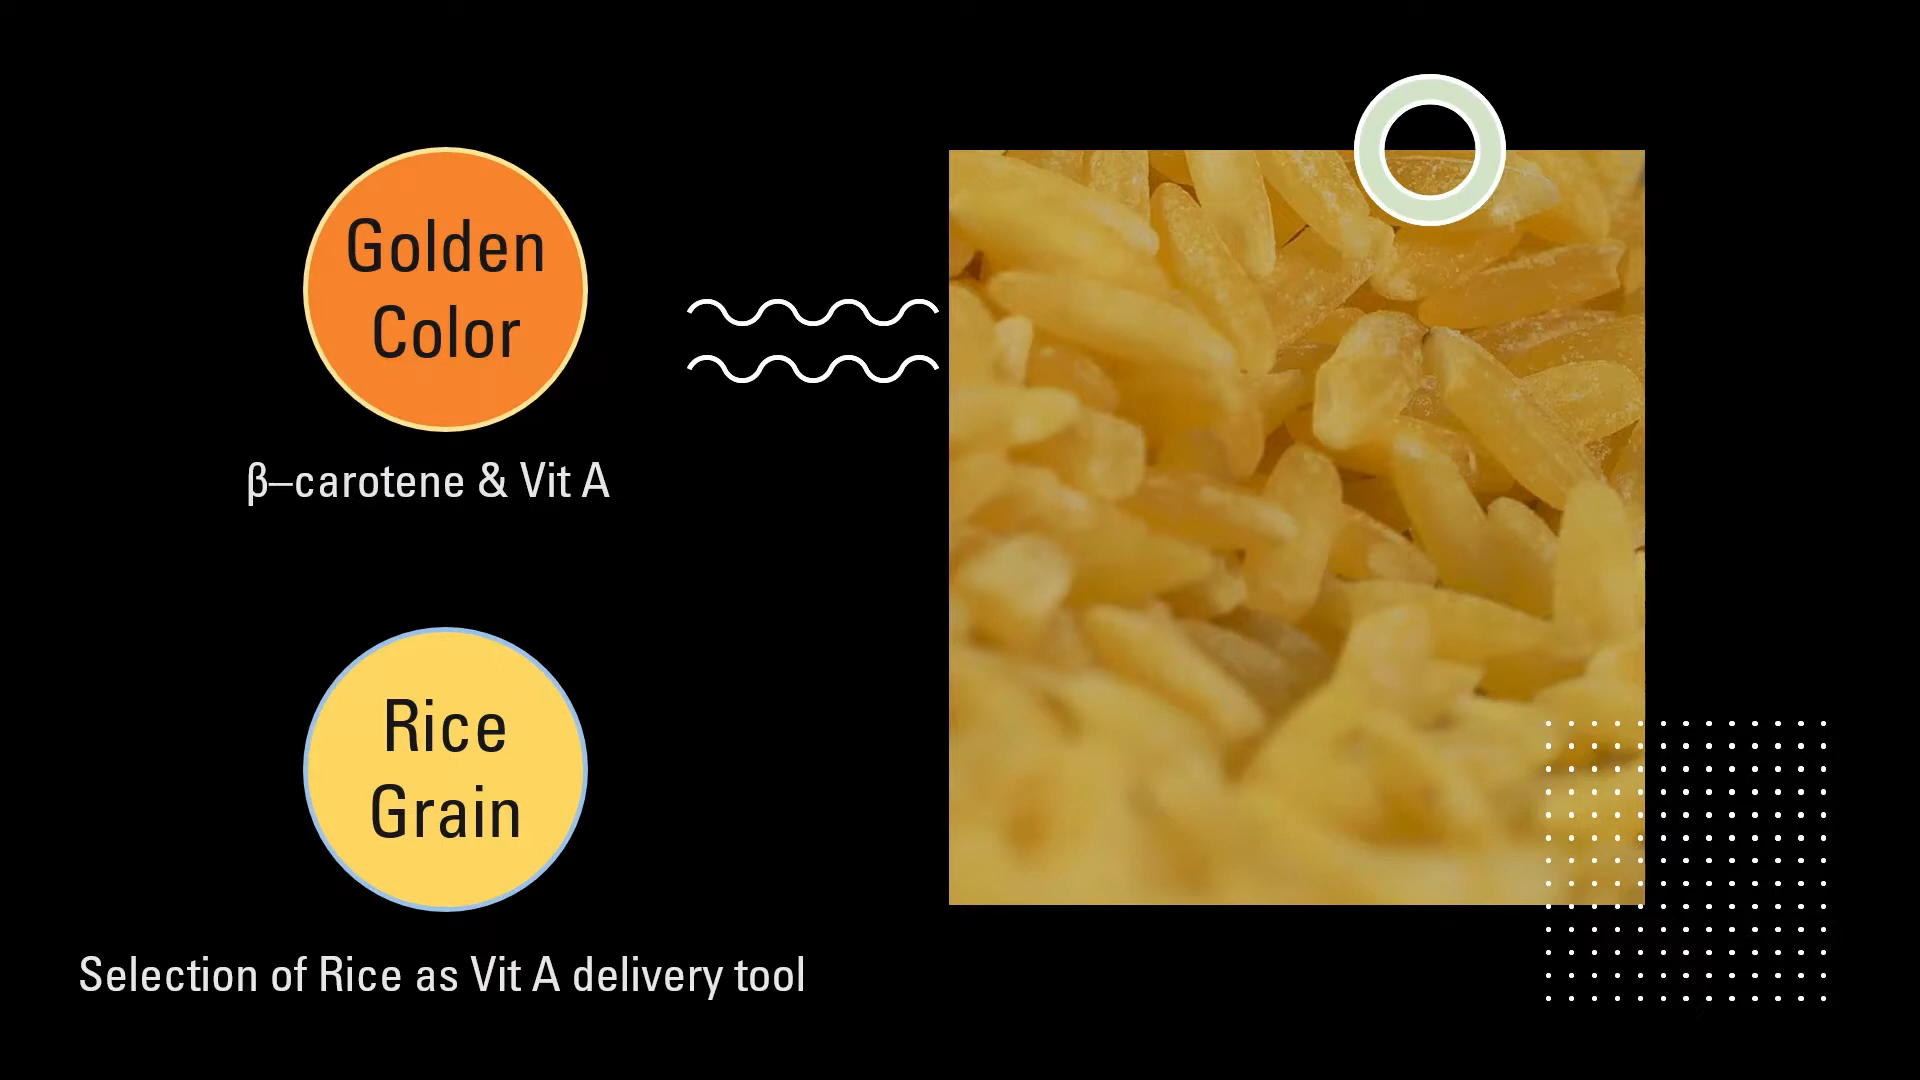 Golden
Color
β–carotene & Vit A
Rice
Grain
Selection of Rice as Vit A delivery tool